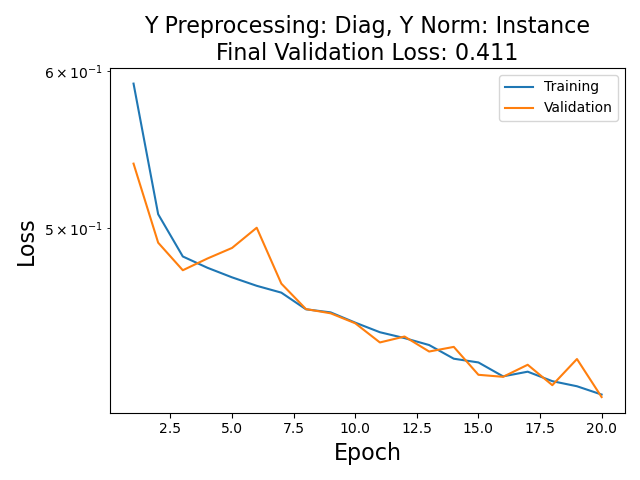 Y Preprocessing: Diag, Y Norm: Instance
Final Validation Loss: 0.411
6 × 10⁻¹
5 × 10⁻¹
Loss
Training
Validation
2.5 5.0 7.5 10.0 12.5 15.0 17.5 20.0
Epoch